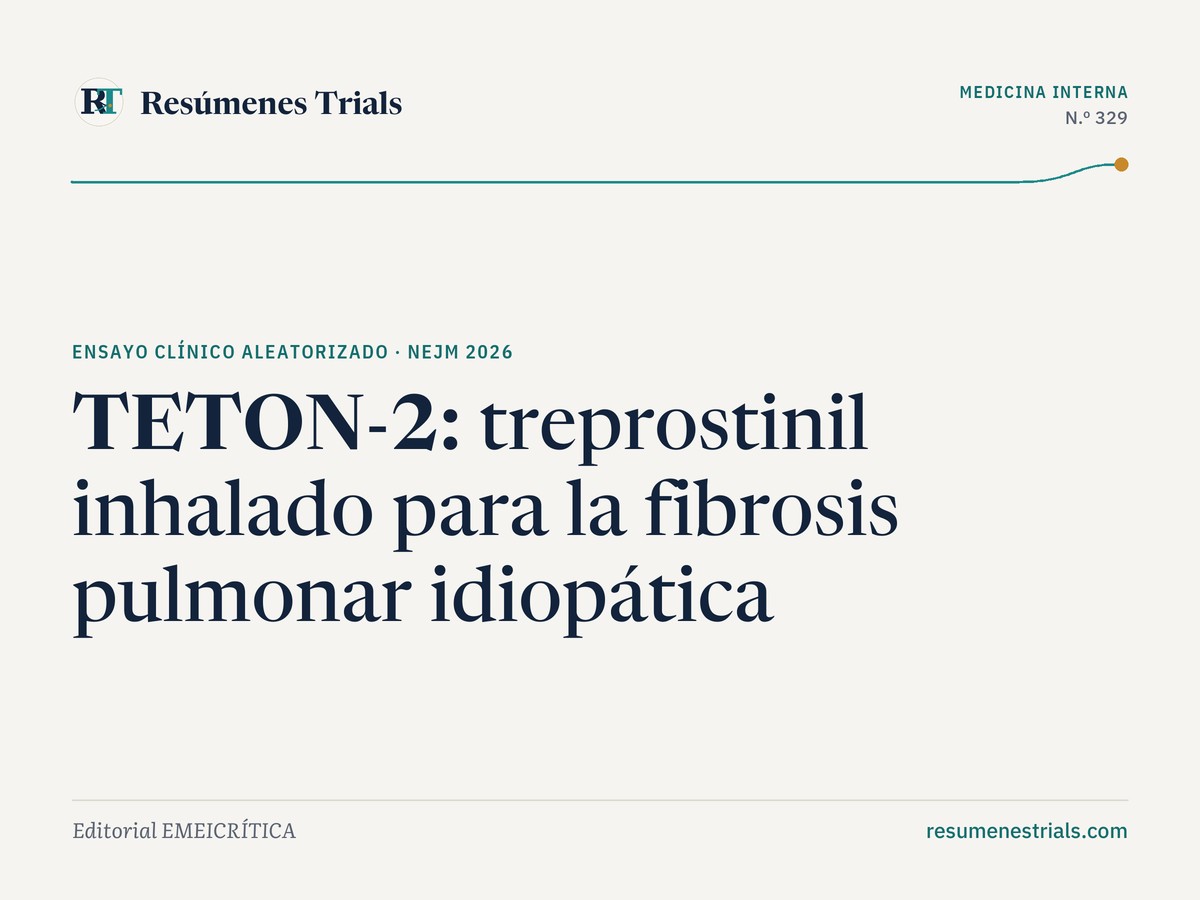 RT Resúmenes Trials
MEDICINA INTERNA
N.º 329
ENSAYO CLÍNICO ALEATORIZADO · NEJM 2026
TETON-2: treprostinil
inhalado para la fibrosis
pulmonar idiopática
Editorial EMEICRÍTICA
resumenestrials.com